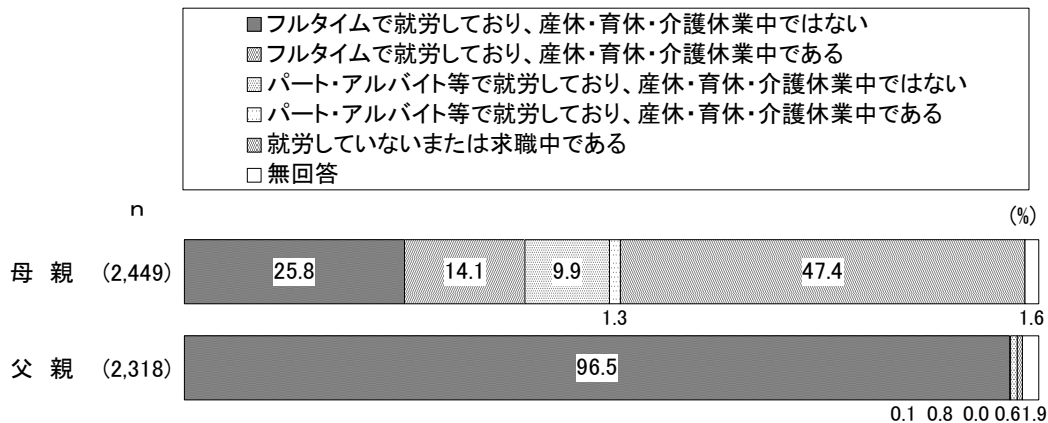 フルタイムで就労しており、産休・育休・介護休業中ではない
フルタイムで就労しており、産休・育休・介護休業中である
パート・アルバイト等で就労しており、産休・育休・介護休業中ではない
パート・アルバイト等で就労しており、産休・育休・介護休業中である
就労していないまたは求職中である
無回答
n (%)
母 親 (2,449) 25.8 14.1 9.9 47.4
1.3 1.6
父 親 (2,318) 96.5
0.1 0.8 0.0 0.6 1.9